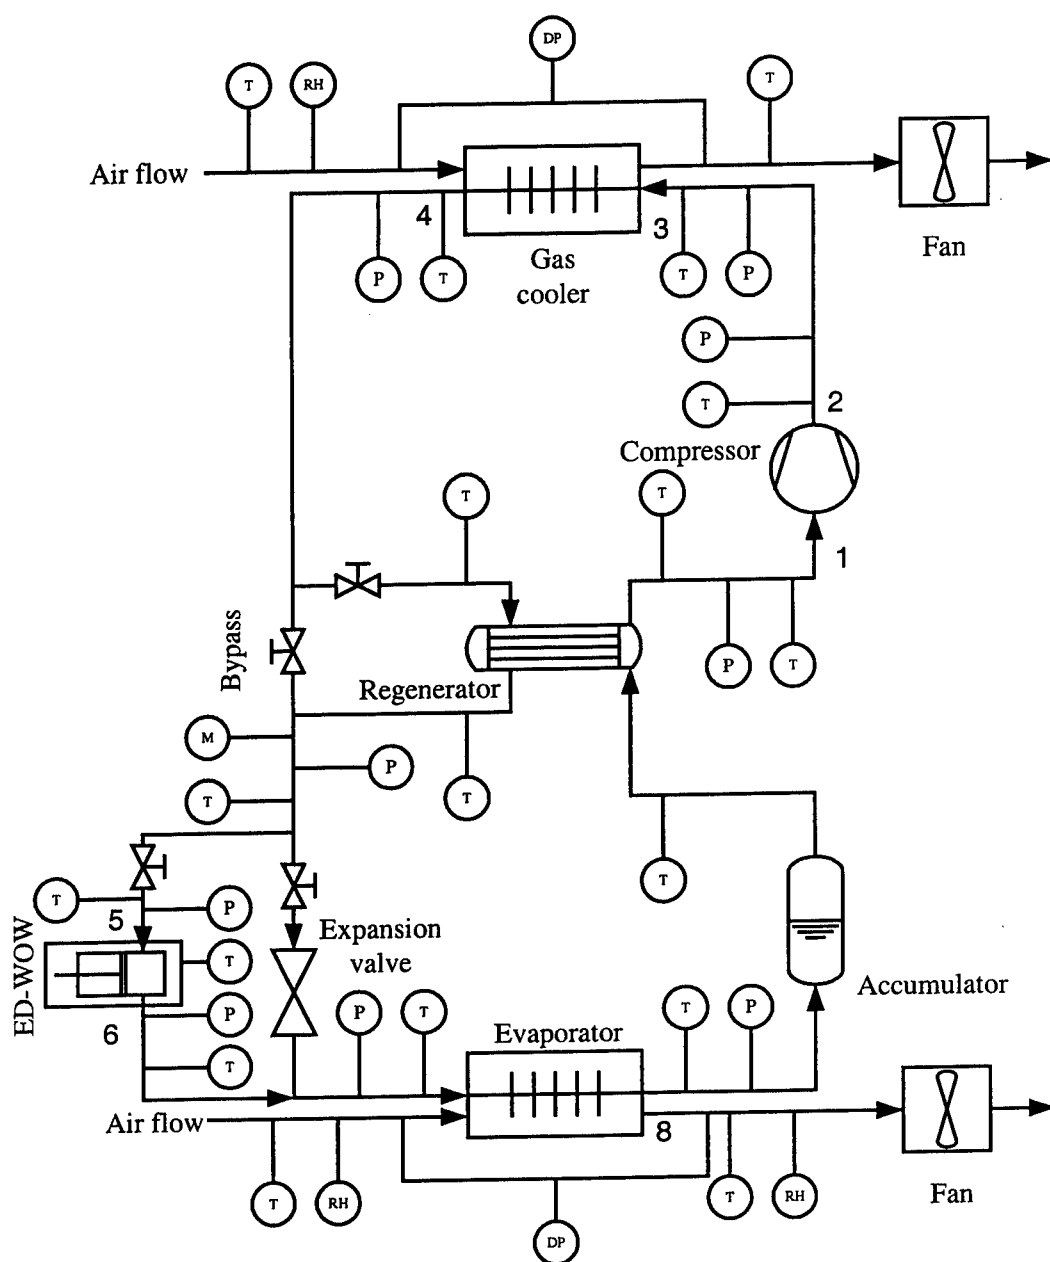 DP
T
RH
T
Air flow
4
3
Fan
P
T
Gas
cooler
T
P
P
T
2
Compressor
T
T
1
Bypass
Regenerator
P
T
M
P
T
T
T
T
5
P
Expansion
valve
ED-WOW
T
Accumulator
6
P
P
T
T
P
Evaporator
T
Air flow
8
T
RH
T
RH
Fan
DP